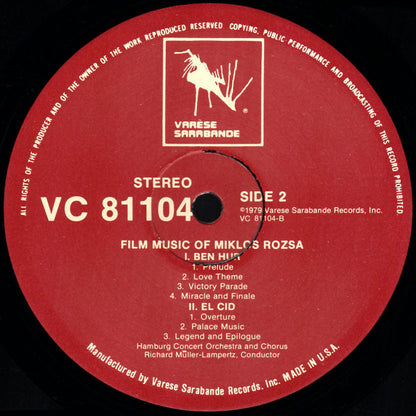 ALL RIGHTS OF THE PRODUCER AND OF THE OWNER OF THE WORK REPRODUCED RESERVED. COPYING, PUBLIC PERFORMANCE AND BROADCASTING OF THIS RECORD PROHIBITED.
VARÈSE
SARABANDE
®
STEREO
VC 81104
SIDE 2
©1979 Varese Sarabande Records, Inc.
VC 81104-B
FILM MUSIC OF MIKLOS ROZSA
I. BEN HUR
1. Prelude
2. Love Theme
3. Victory Parade
4. Miracle and Finale
II. EL CID
1. Overture
2. Palace Music
3. Legend and Epilogue
Hamburg Concert Orchestra and Chorus
Richard Müller-Lampertz, Conductor
Manufactured by Varese Sarabande Records, Inc. MADE IN U.S.A.